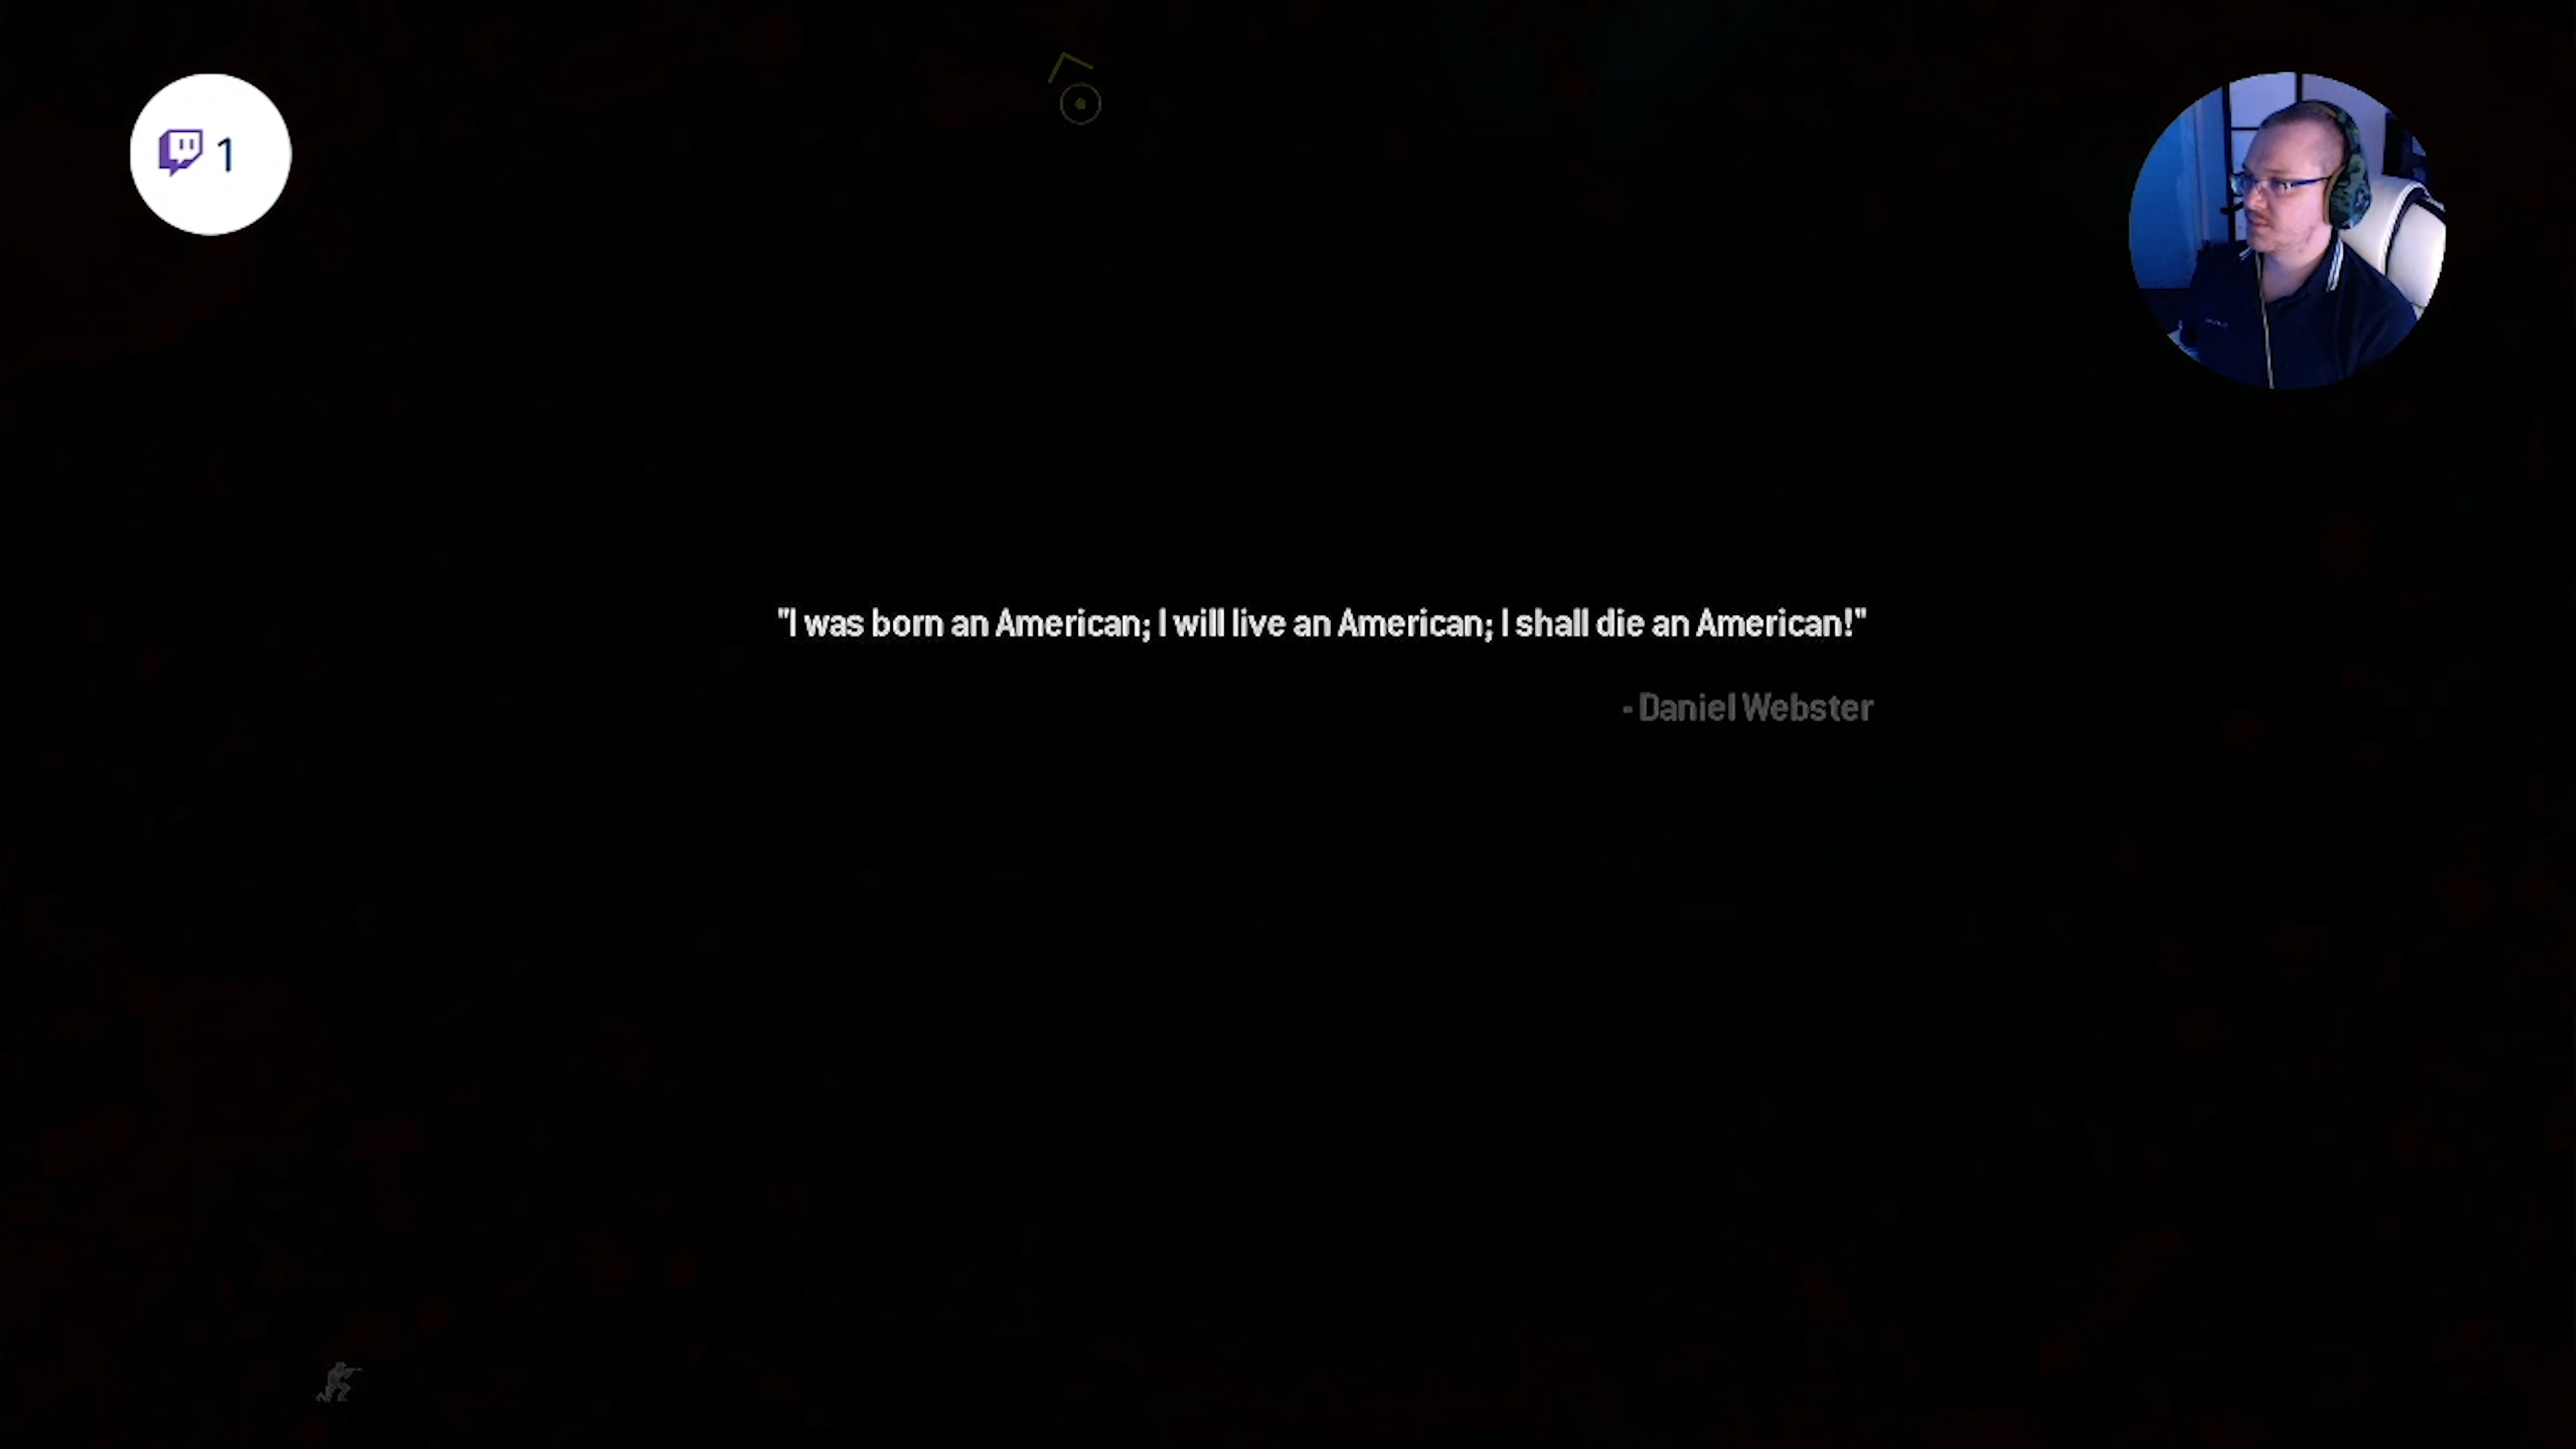 1
"I was born an American; I will live an American; I shall die an American!"
- Daniel Webster